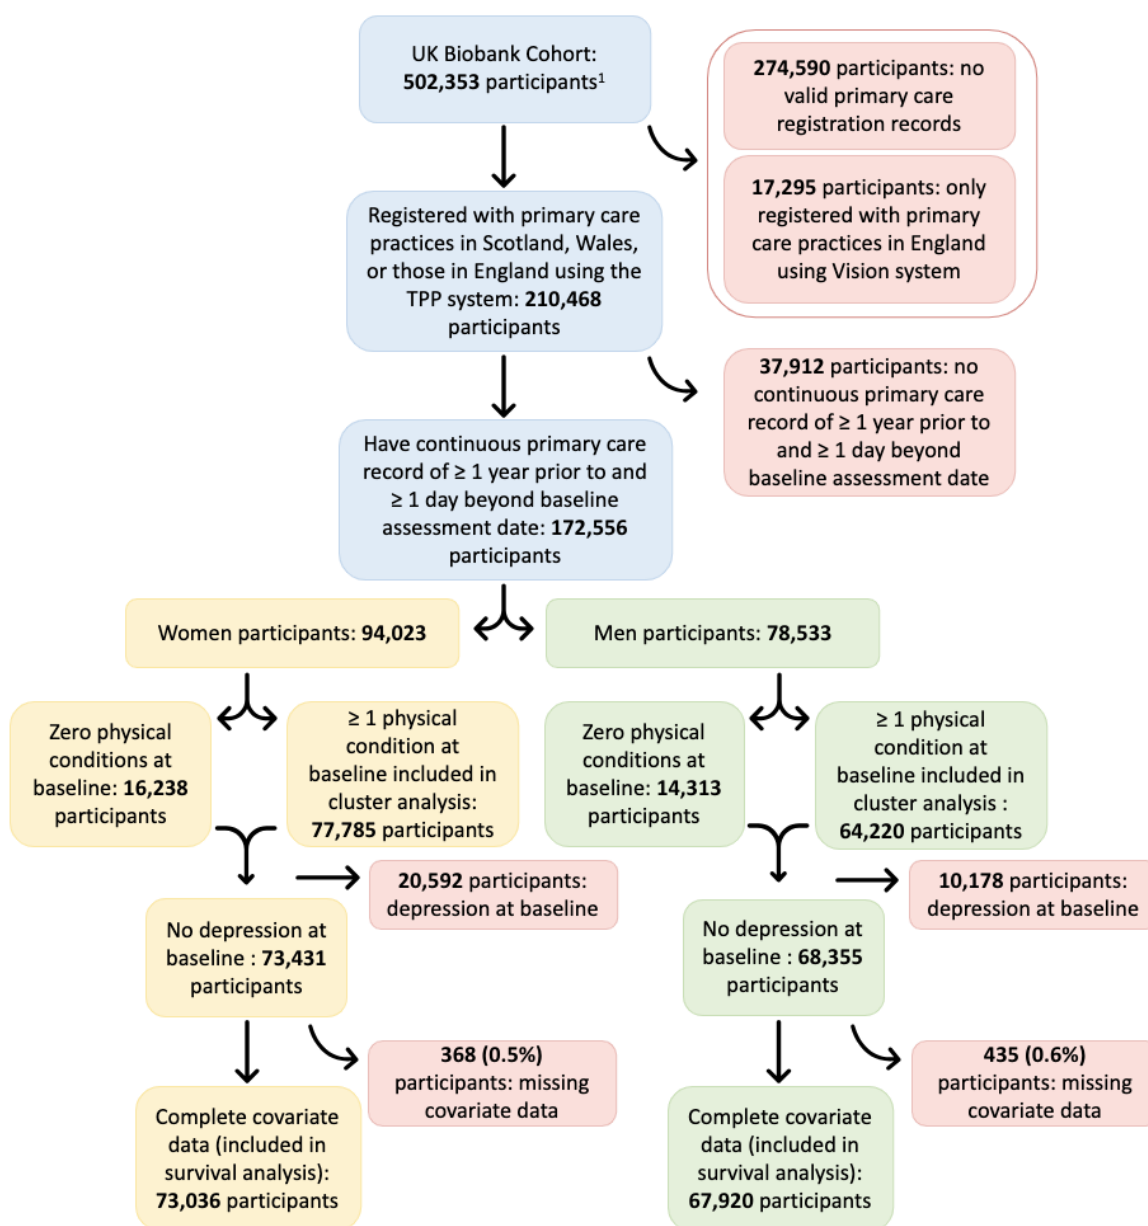 UK Biobank Cohort:
502,353 participants¹
274,590 participants: no
valid primary care
registration records
17,295 participants: only
registered with primary
care practices in England
using Vision system
Registered with primary care
practices in Scotland, Wales,
or those in England using the
TPP system: 210,468
participants
37,912 participants: no
continuous primary care
record of ≥ 1 year prior to
and ≥ 1 day beyond
baseline assessment date
Have continuous primary care
record of ≥ 1 year prior to and
≥ 1 day beyond baseline
assessment date: 172,556
participants
Women participants: 94,023
Men participants: 78,533
Zero physical
conditions at
baseline: 16,238
participants
≥ 1 physical
condition at
baseline included in
cluster analysis:
77,785 participants
Zero physical
conditions at
baseline: 14,313
participants
≥ 1 physical
condition at
baseline included in
cluster analysis :
64,220 participants
20,592 participants:
depression at baseline
10,178 participants:
depression at baseline
No depression at
baseline : 73,431
participants
No depression at
baseline : 68,355
participants
368 (0.5%)
participants: missing
covariate data
435 (0.6%)
participants: missing
covariate data
Complete covariate
data (included in
survival analysis):
73,036 participants
Complete covariate
data (included in
survival analysis):
67,920 participants